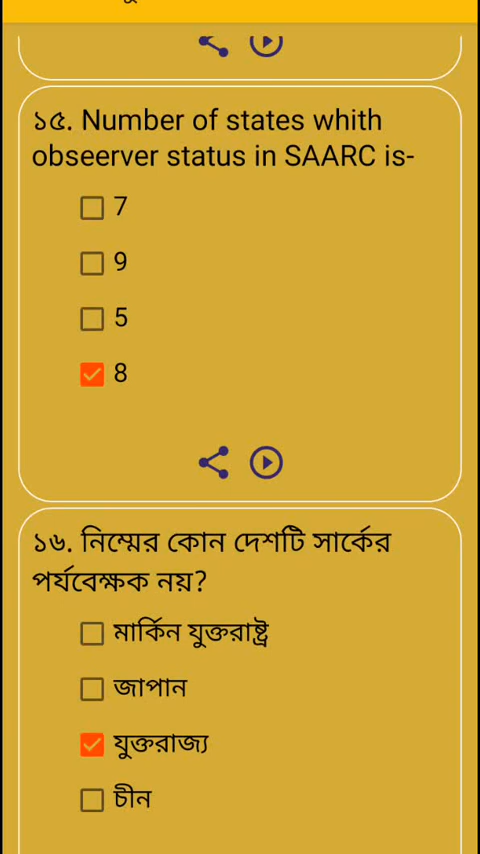 ১৫. Number of states whith
obseerver status in SAARC is-
7
9
5
8
১৬. নিম্মের কোন দেশটি সার্কের
পর্যবেক্ষক নয়?
মার্কিন যুক্তরাষ্ট্র
জাপান
যুক্তরাজ্য
চীন